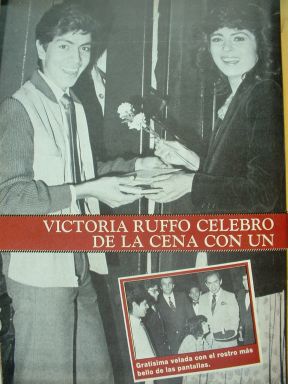 VICTORIA RUFFO CELEBRO
DE LA CENA CON UN
Gratísima velada con el rostro más
bello de las pantallas.